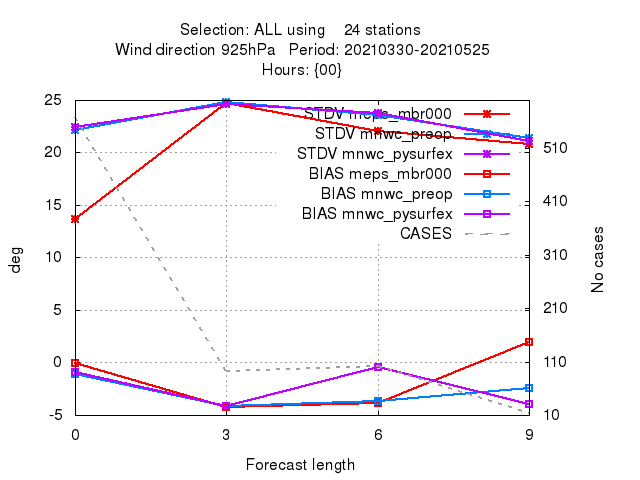 Selection: ALL using 24 stations
Wind direction 925hPa Period: 20210330-20210525
Hours: {00}
STDV meps_mbr000
STDV mnwc_preop
STDV mnwc_pysurfex
BIAS meps_mbr000
BIAS mnwc_preop
BIAS mnwc_pysurfex
CASES
25
20
15
10
5
0
-5
deg
510
410
310
210
110
10
No cases
0 3 6 9
Forecast length